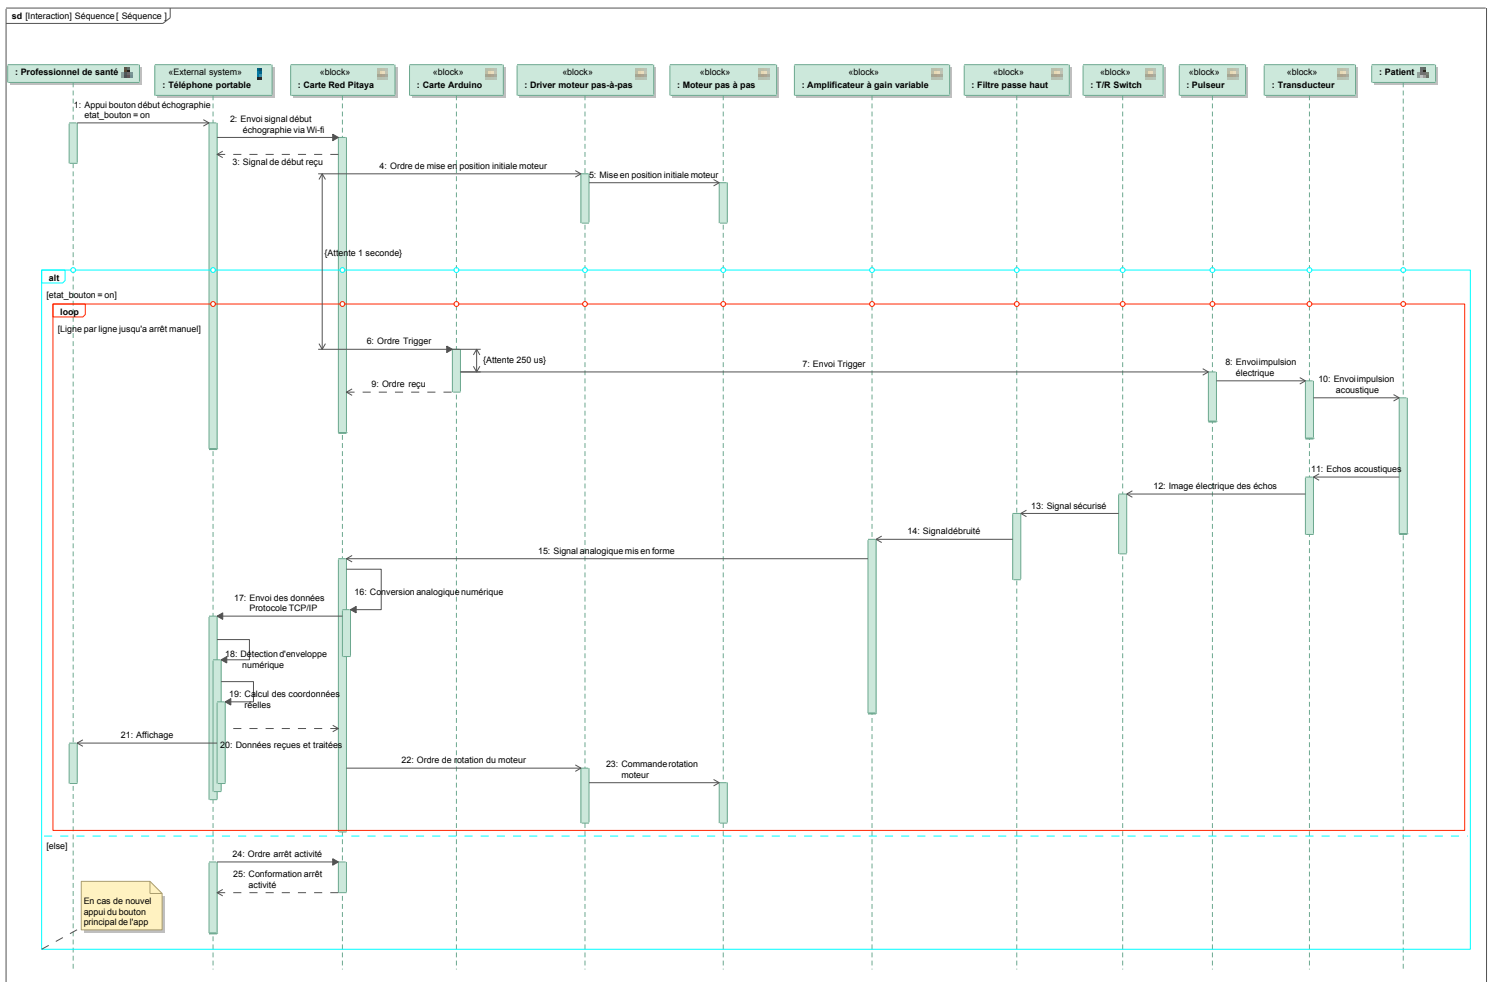 sd [Interaction] Séquence [ Séquence ]
: Professionnel de santé
«External system»
: Téléphone portable
«block»
: Carte Red Pitaya
«block»
: Carte Arduino
«block»
: Driver moteur pas-à-pas
«block»
: Moteur pas à pas
«block»
: Amplificateur à gain variable
«block»
: Filtre passe haut
«block»
: T/R Switch
«block»
: Pulseur
«block»
: Transducteur
: Patient
1: Appui bouton début échographie
etat_bouton = on
2: Envoi signal début
échographie via Wi-fi
3: Signal de début reçu
4: Ordre de mise en position initiale moteur
5: Mise en position initiale moteur
{Attente 1 seconde}
alt
[etat_bouton = on]
loop
[Ligne par ligne jusqu'a arrêt manuel]
6: Ordre Trigger
{Attente 250 us}
7: Envoi Trigger
8: Envoi impulsion
électrique
9: Ordre reçu
10: Envoi impulsion
acoustique
11: Echos acoustiques
12: Image électrique des échos
13: Signal sécurisé
14: Signal débruité
15: Signal analogique mis en forme
16: Conversion analogique numérique
17: Envoi des données
Protocole TCP/IP
18: Détection d'enveloppe
numérique
19: Calcul des coordonnées
réelles
21: Affichage
20: Données reçues et traitées
22: Ordre de rotation du moteur
23: Commande rotation
moteur
[else]
24: Ordre arrêt activité
25: Conformation arrêt
activité
En cas de nouvel
appui du bouton
principal de l'app